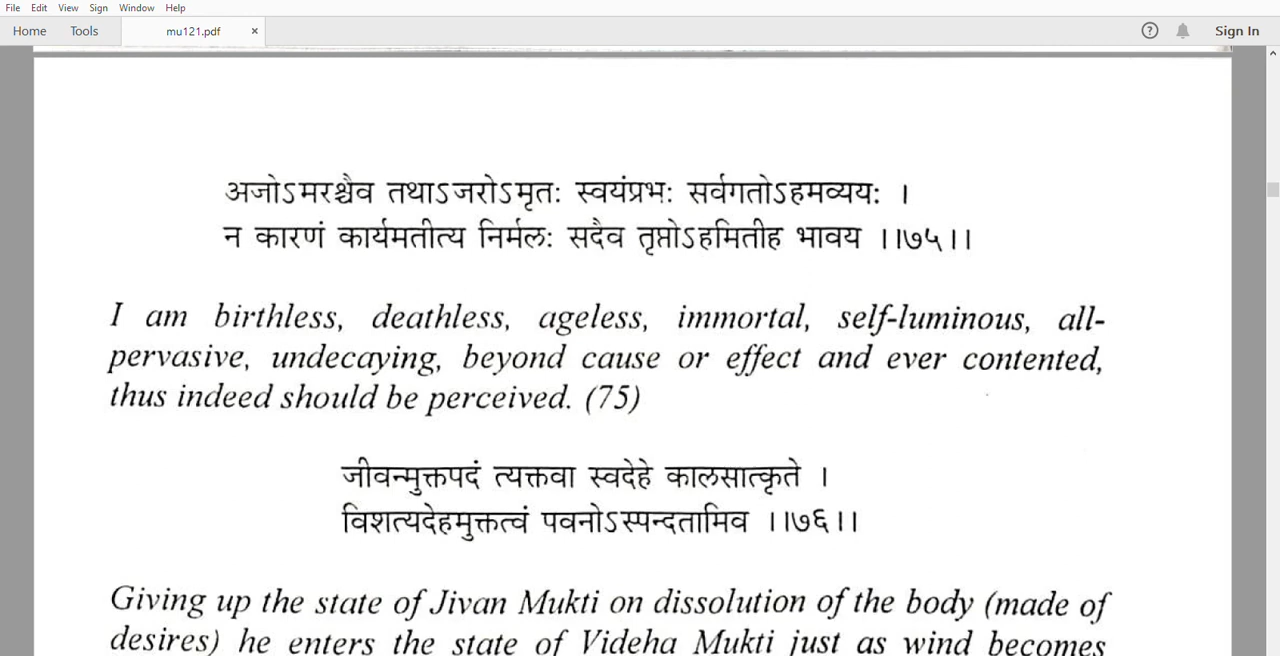 File Edit View Sign Window Help
Home Tools mu121.pdf × ? Sign In
अजोऽमरश्चैव तथाऽजरोऽमृतः स्वयंप्रभः सर्वगतोऽहमव्ययः ।
न कारणं कार्यमतीत्य निर्मलः सदैव तृप्तोऽहमितीह भावय ।।७५।।
I am birthless, deathless, ageless, immortal, self-luminous, all-
pervasive, undecaying, beyond cause or effect and ever contented,
thus indeed should be perceived. (75)
जीवन्मुक्तपदं त्यक्तवा स्वदेहे कालसात्कृते ।
विशत्यदेहमुक्तत्वं पवनोऽस्पन्दतामिव ।।७६।।
Giving up the state of Jivan Mukti on dissolution of the body (made of
desires) he enters the state of Videha Mukti just as wind becomes